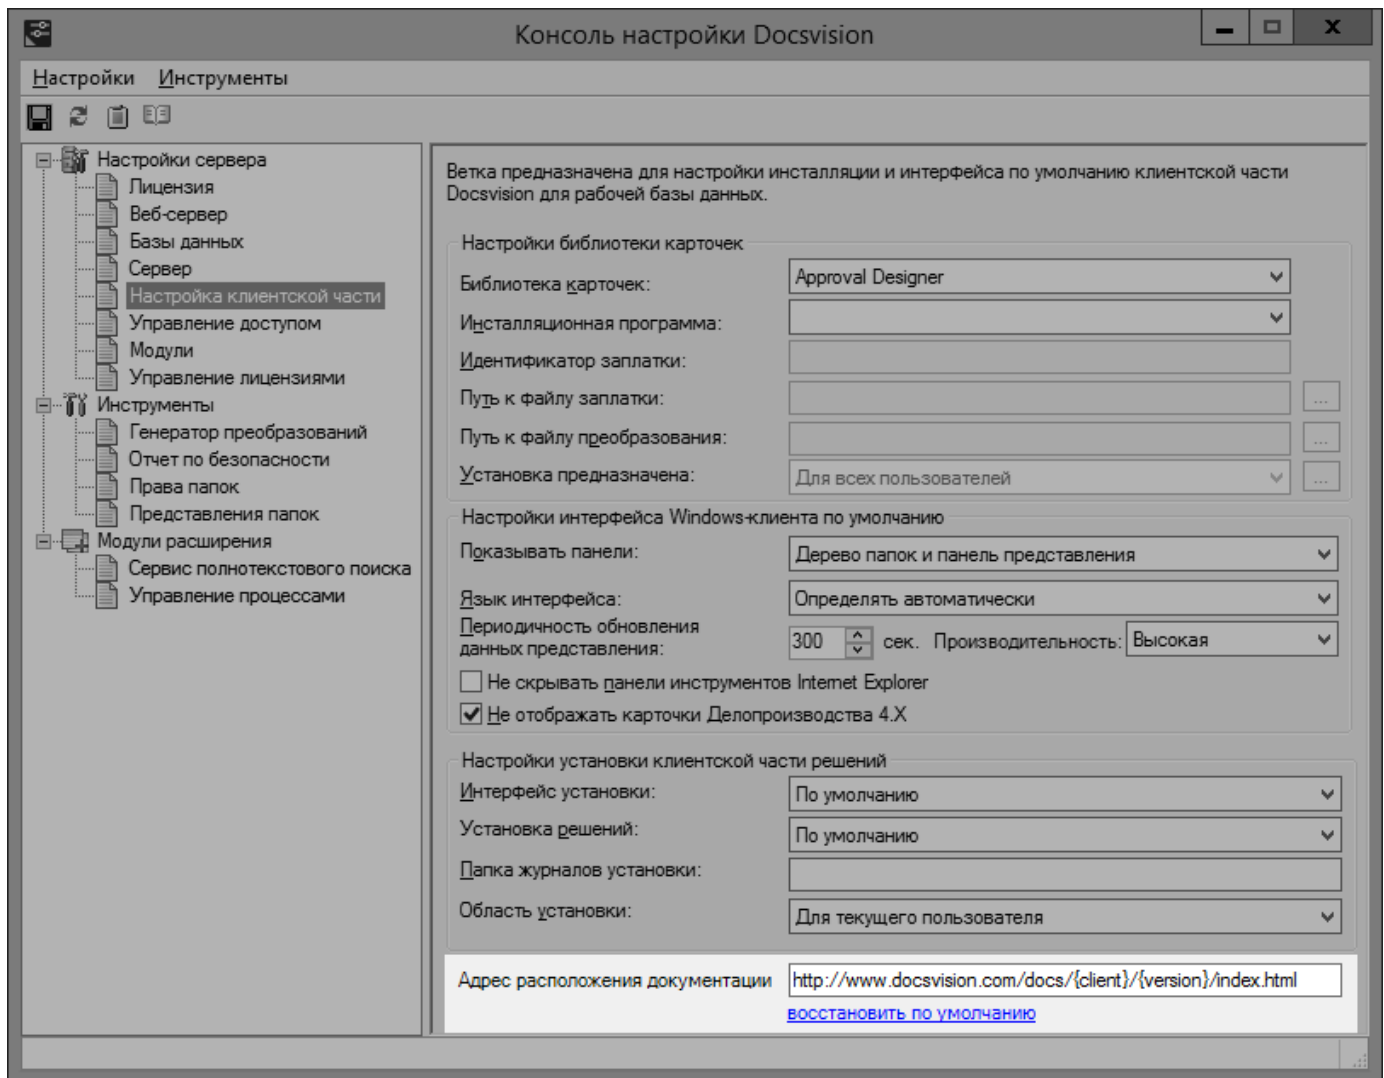 Консоль настройки Docsvision
Настройки Инструменты
Настройки сервера
Лицензия
Веб-сервер
Базы данных
Сервер
Настройка клиентской части
Управление доступом
Модули
Управление лицензиями
Инструменты
Генератор преобразований
Отчет по безопасности
Права папок
Представления папок
Модули расширения
Сервис полнотекстового поиска
Управление процессами
Ветка предназначена для настройки инсталляции и интерфейса по умолчанию клиентской части
Docsvision для рабочей базы данных.
Настройки библиотеки карточек
Библиотека карточек: Approval Designer
Инсталляционная программа:
Идентификатор заплатки:
Путь к файлу заплатки: ...
Путь к файлу преобразования: ...
Установка предназначена: Для всех пользователей ...
Настройки интерфейса Windows-клиента по умолчанию
Показывать панели: Дерево папок и панель представления
Язык интерфейса: Определять автоматически
Периодичность обновления
данных представления: 300 сек. Производительность: Высокая
Не скрывать панели инструментов Internet Explorer
Не отображать карточки Делопроизводства 4.X
Настройки установки клиентской части решений
Интерфейс установки: По умолчанию
Установка решений: По умолчанию
Папка журналов установки:
Область установки: Для текущего пользователя
Адрес расположения документации http://www.docsvision.com/docs/{client}/{version}/index.html
восстановить по умолчанию